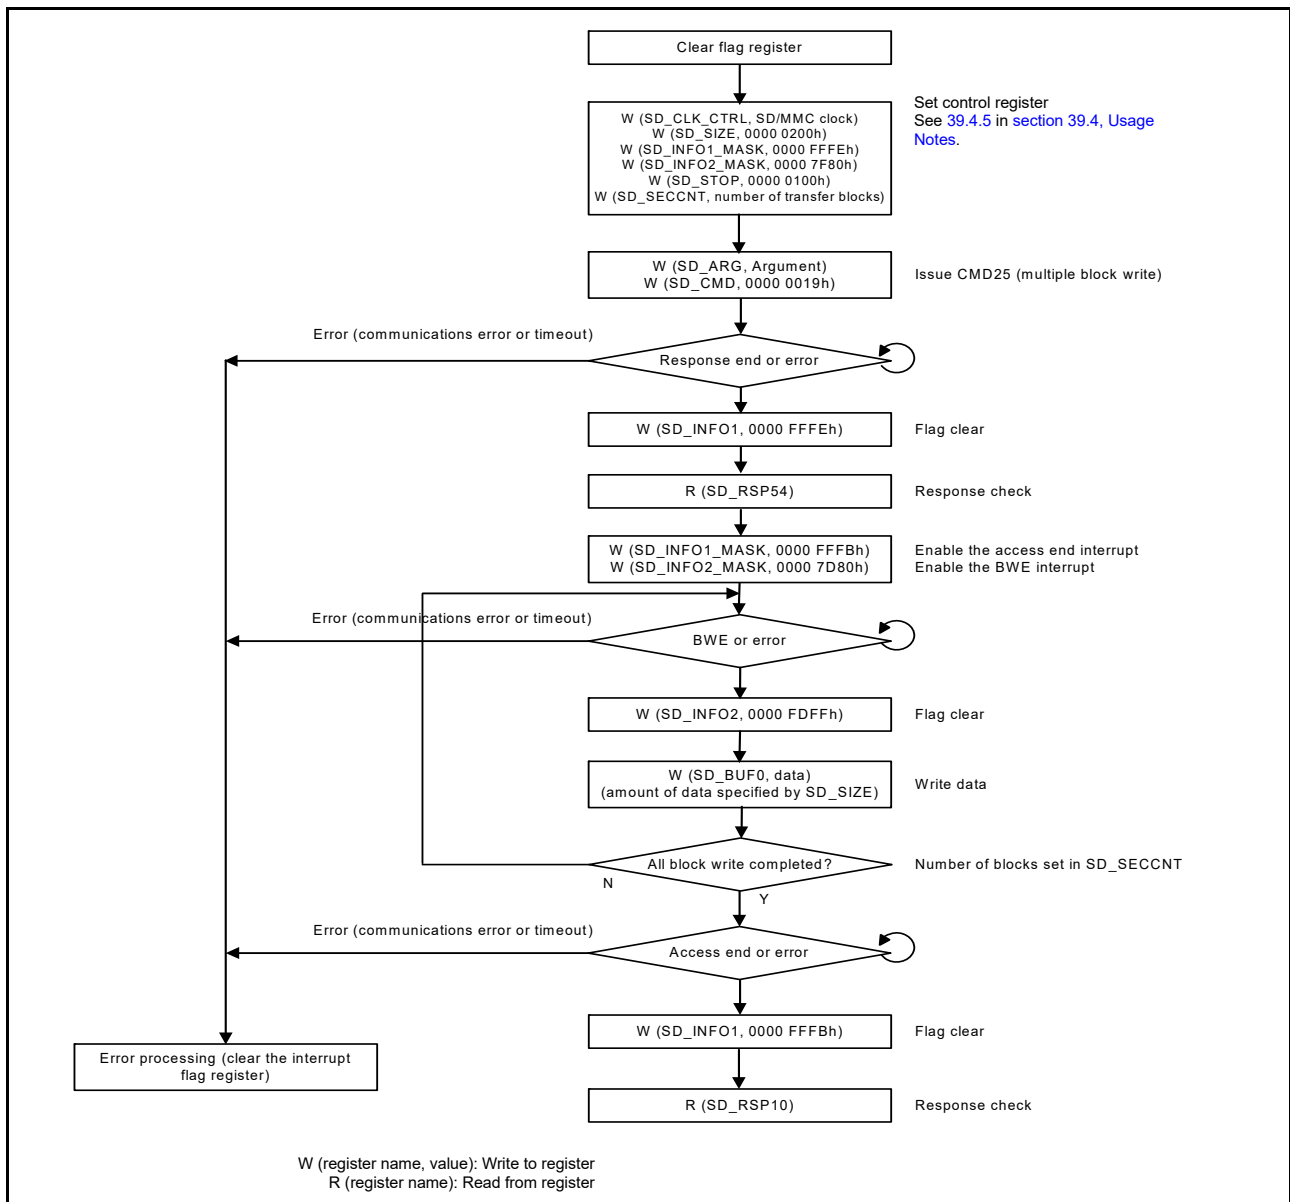 Clear flag register
W (SD_CLK_CTRL, SD/MMC clock)
W (SD_SIZE, 0000 0200h)
W (SD_INFO1_MASK, 0000 FFFEh)
W (SD_INFO2_MASK, 0000 7F80h)
W (SD_STOP, 0000 0100h)
W (SD_SECCNT, number of transfer blocks)
Set control register
See 39.4.5 in section 39.4, Usage
Notes.
W (SD_ARG, Argument)
W (SD_CMD, 0000 0019h)
Issue CMD25 (multiple block write)
Error (communications error or timeout)
Response end or error
W (SD_INFO1, 0000 FFFEh)
Flag clear
R (SD_RSP54)
Response check
W (SD_INFO1_MASK, 0000 FFFBh)
W (SD_INFO2_MASK, 0000 7D80h)
Enable the access end interrupt
Enable the BWE interrupt
Error (communications error or timeout)
BWE or error
W (SD_INFO2, 0000 FDFFh)
Flag clear
W (SD_BUF0, data)
(amount of data specified by SD_SIZE)
Write data
All block write completed?
Number of blocks set in SD_SECCNT
N
Y
Error (communications error or timeout)
Access end or error
W (SD_INFO1, 0000 FFFBh)
Flag clear
Error processing (clear the interrupt
flag register)
R (SD_RSP10)
Response check
W (register name, value): Write to register
R (register name): Read from register